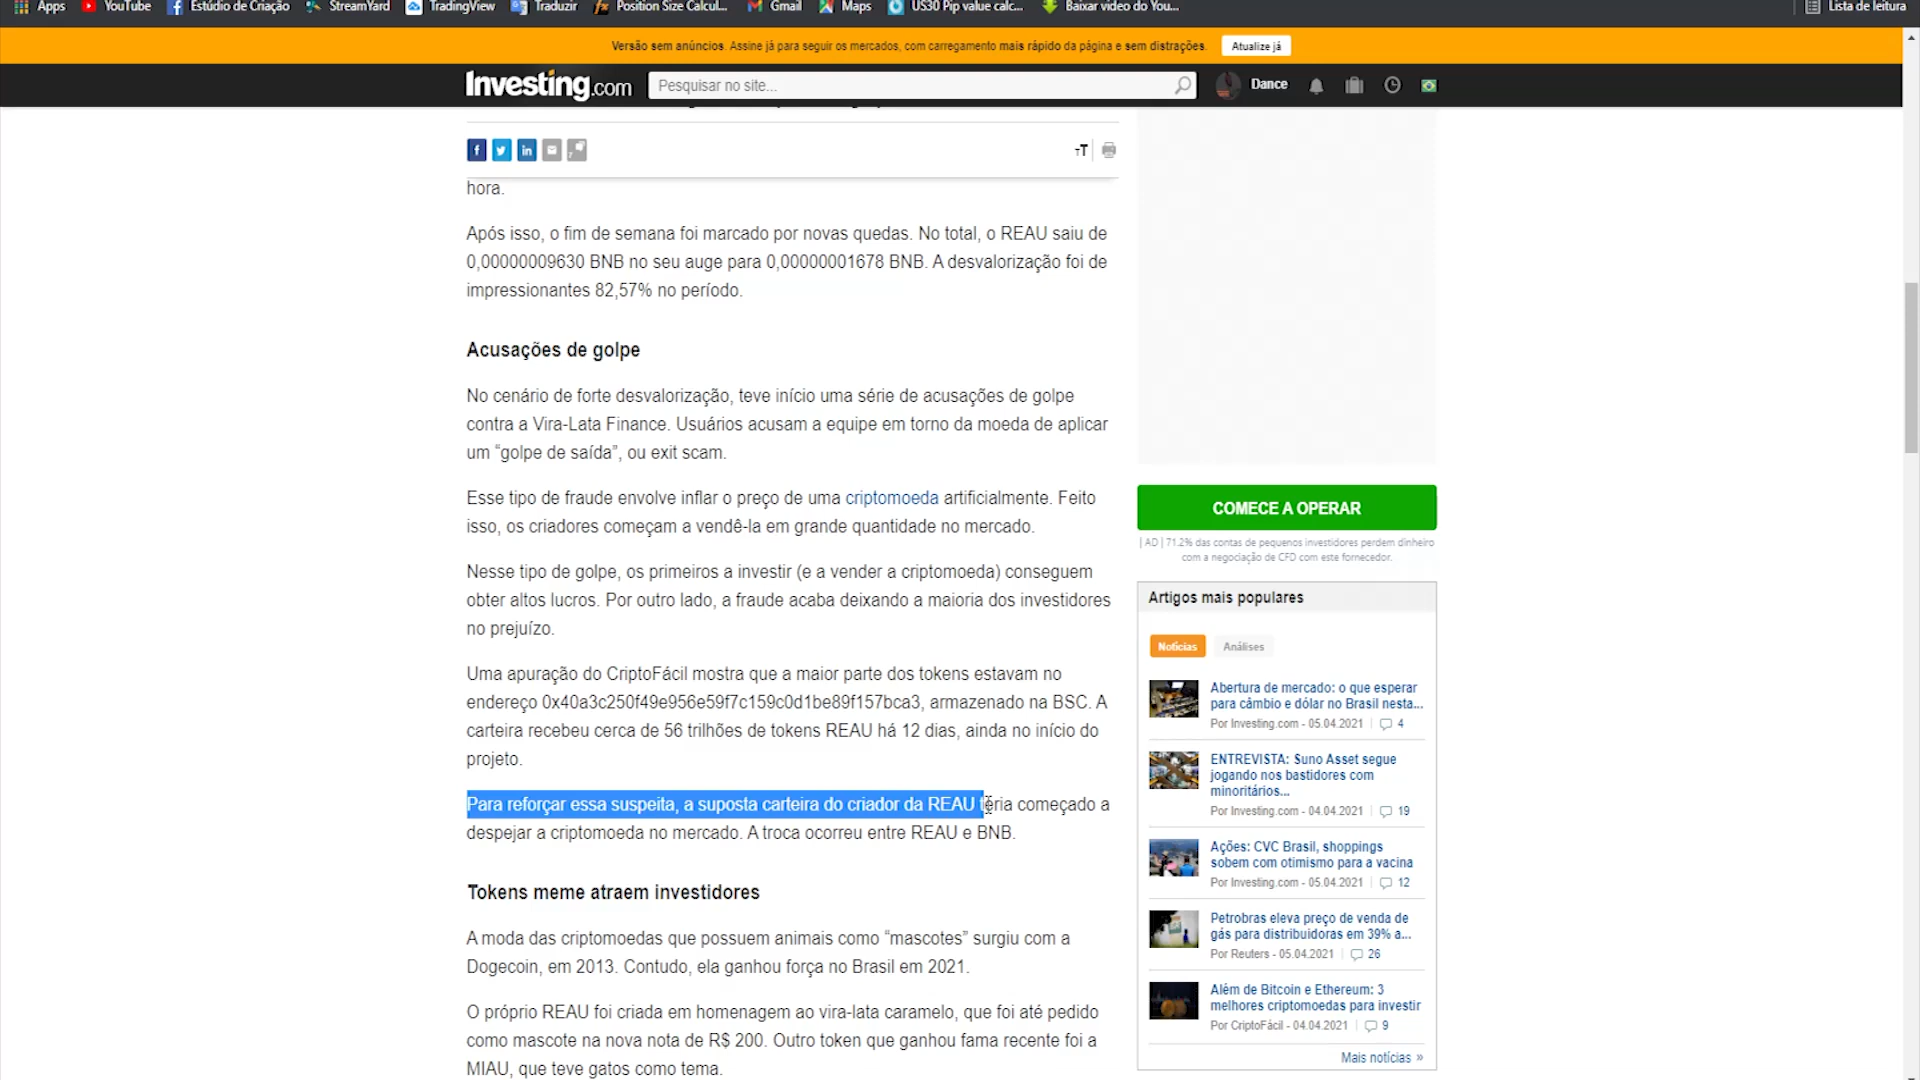 Apps YouTube Estúdio de Criação StreamYard TradingView Traduzir Position Size Calcul... Gmail Maps US30 Pip value calc... Baixar vídeo do You... Lista de leitura
Versão sem anúncios. Assine já para seguir os mercados, com carregamento mais rápido da página e sem distrações. Atualize já
Investing.com Pesquisar no site... Dance
hora.
Após isso, o fim de semana foi marcado por novas quedas. No total, o REAU saiu de
0,00000009630 BNB no seu auge para 0,00000001678 BNB. A desvalorização foi de
impressionantes 82,57% no período.
Acusações de golpe
No cenário de forte desvalorização, teve início uma série de acusações de golpe
contra a Vira-Lata Finance. Usuários acusam a equipe em torno da moeda de aplicar
um “golpe de saída”, ou exit scam.
Esse tipo de fraude envolve inflar o preço de uma criptomoeda artificialmente. Feito
isso, os criadores começam a vendê-la em grande quantidade no mercado.
Nesse tipo de golpe, os primeiros a investir (e a vender a criptomoeda) conseguem
obter altos lucros. Por outro lado, a fraude acaba deixando a maioria dos investidores
no prejuízo.
Uma apuração do CriptoFácil mostra que a maior parte dos tokens estavam no
endereço 0x40a3c250f49e956e59f7c159c0d1be89f157bca3, armazenado na BSC. A
carteira recebeu cerca de 56 trilhões de tokens REAU há 12 dias, ainda no início do
projeto.
Para reforçar essa suspeita, a suposta carteira do criador da REAU teria começado a
despejar a criptomoeda no mercado. A troca ocorreu entre REAU e BNB.
Tokens meme atraem investidores
A moda das criptomoedas que possuem animais como “mascotes” surgiu com a
Dogecoin, em 2013. Contudo, ela ganhou força no Brasil em 2021.
O próprio REAU foi criada em homenagem ao vira-lata caramelo, que foi até pedido
como mascote na nova nota de R$ 200. Outro token que ganhou fama recente foi a
MIAU, que teve gatos como tema.
COMECE A OPERAR
| AD | 71.2% das contas de pequenos investidores perdem dinheiro
com a negociação de CFD com este fornecedor.
Artigos mais populares
Notícias Análises
Abertura de mercado: o que esperar
para câmbio e dólar no Brasil nesta...
Por Investing.com - 05.04.2021 | 4
ENTREVISTA: Suno Asset segue
jogando nos bastidores com
minoritários...
Por Investing.com - 05.04.2021 | 19
Ações: CVC Brasil, shoppings
sobem com otimismo para a vacina
Por Investing.com - 05.04.2021 | 12
Petrobras eleva preço de venda de
gás para distribuidoras em 39% a...
Por Reuters - 05.04.2021 | 26
Além de Bitcoin e Ethereum: 3
melhores criptomoedas para investir
Por CriptoFácil - 04.04.2021 | 9
Mais notícias »